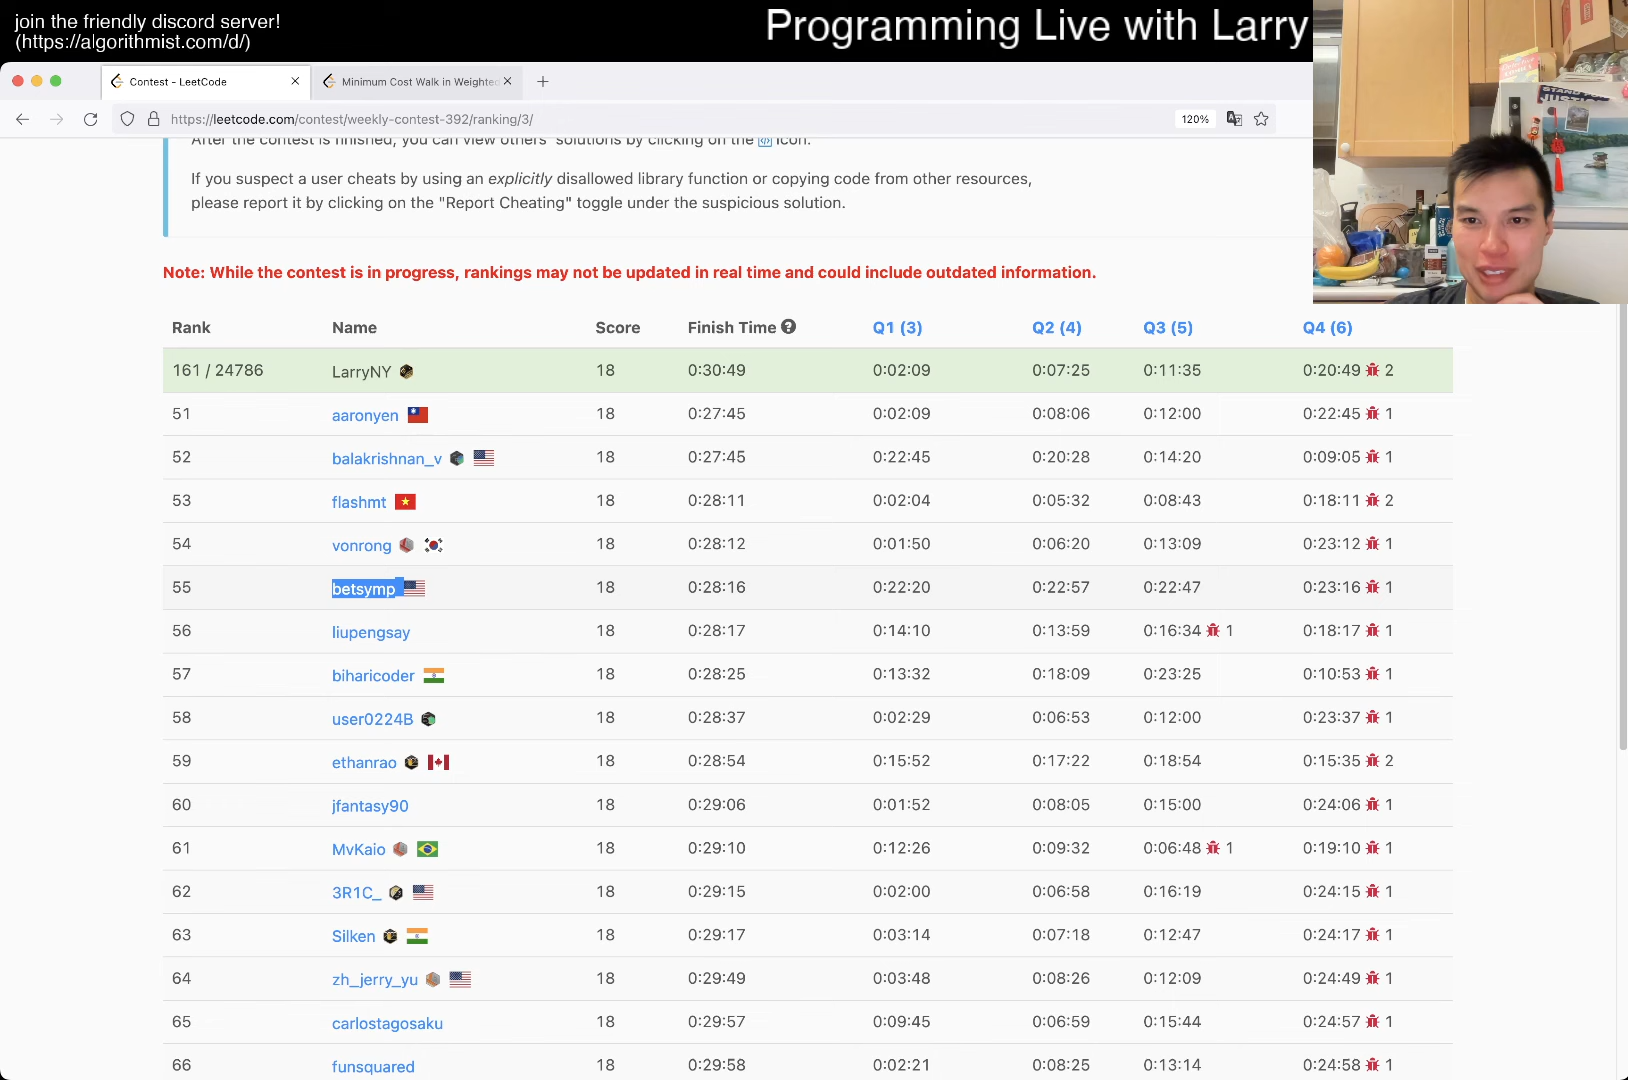 join the friendly discord server!
(https://algorithmist.com/d/)
Programming Live with Larry
Contest - LeetCode
Minimum Cost Walk in Weighted
https://leetcode.com/contest/weekly-contest-392/ranking/3/
120%
After the contest is finished, you can view others' solutions by clicking on the icon.
If you suspect a user cheats by using an explicitly disallowed library function or copying code from other resources,
please report it by clicking on the "Report Cheating" toggle under the suspicious solution.
Note: While the contest is in progress, rankings may not be updated in real time and could include outdated information.
Rank Name Score Finish Time Q1 (3) Q2 (4) Q3 (5) Q4 (6)
161 / 24786 LarryNY 18 0:30:49 0:02:09 0:07:25 0:11:35 0:20:49 2
51 aaronyen 18 0:27:45 0:02:09 0:08:06 0:12:00 0:22:45 1
52 balakrishnan_v 18 0:27:45 0:22:45 0:20:28 0:14:20 0:09:05 1
53 flashmt 18 0:28:11 0:02:04 0:05:32 0:08:43 0:18:11 2
54 vonrong 18 0:28:12 0:01:50 0:06:20 0:13:09 0:23:12 1
55 betsymp 18 0:28:16 0:22:20 0:22:57 0:22:47 0:23:16 1
56 liupengsay 18 0:28:17 0:14:10 0:13:59 0:16:34 1 0:18:17 1
57 biharicoder 18 0:28:25 0:13:32 0:18:09 0:23:25 0:10:53 1
58 user0224B 18 0:28:37 0:02:29 0:06:53 0:12:00 0:23:37 1
59 ethanrao 18 0:28:54 0:15:52 0:17:22 0:18:54 0:15:35 2
60 jfantasy90 18 0:29:06 0:01:52 0:08:05 0:15:00 0:24:06 1
61 MvKaio 18 0:29:10 0:12:26 0:09:32 0:06:48 1 0:19:10 1
62 3R1C_ 18 0:29:15 0:02:00 0:06:58 0:16:19 0:24:15 1
63 Silken 18 0:29:17 0:03:14 0:07:18 0:12:47 0:24:17 1
64 zh_jerry_yu 18 0:29:49 0:03:48 0:08:26 0:12:09 0:24:49 1
65 carlostagosaku 18 0:29:57 0:09:45 0:06:59 0:15:44 0:24:57 1
66 funsquared 18 0:29:58 0:02:21 0:08:25 0:13:14 0:24:58 1